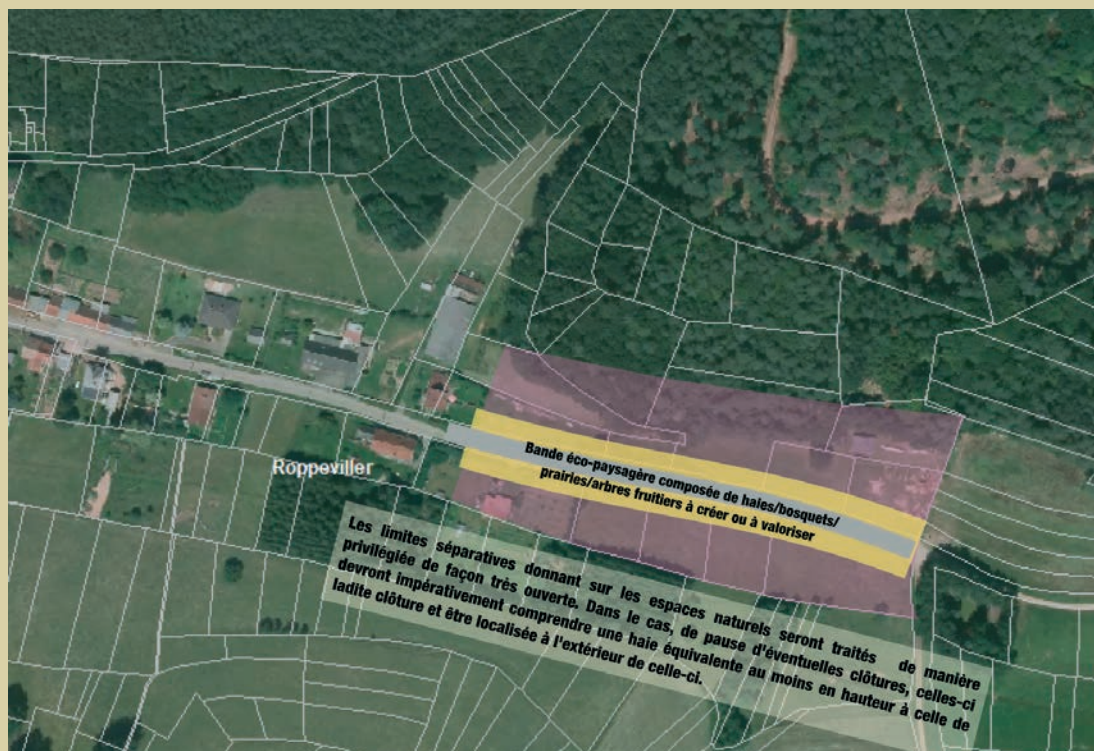 Bande éco-paysagère composée de haies/bosquets/
prairies/arbres fruitiers à créer ou à valoriser
Roppeviller
Les limites séparatives donnant sur les espaces naturels seront traités de manière
privilégiée de façon très ouverte. Dans le cas, de pause d'éventuelles clôtures, celles-ci
devront impérativement comprendre une haie équivalente au moins en hauteur à celle de
ladite clôture et être localisée à l'extérieur de celle-ci.